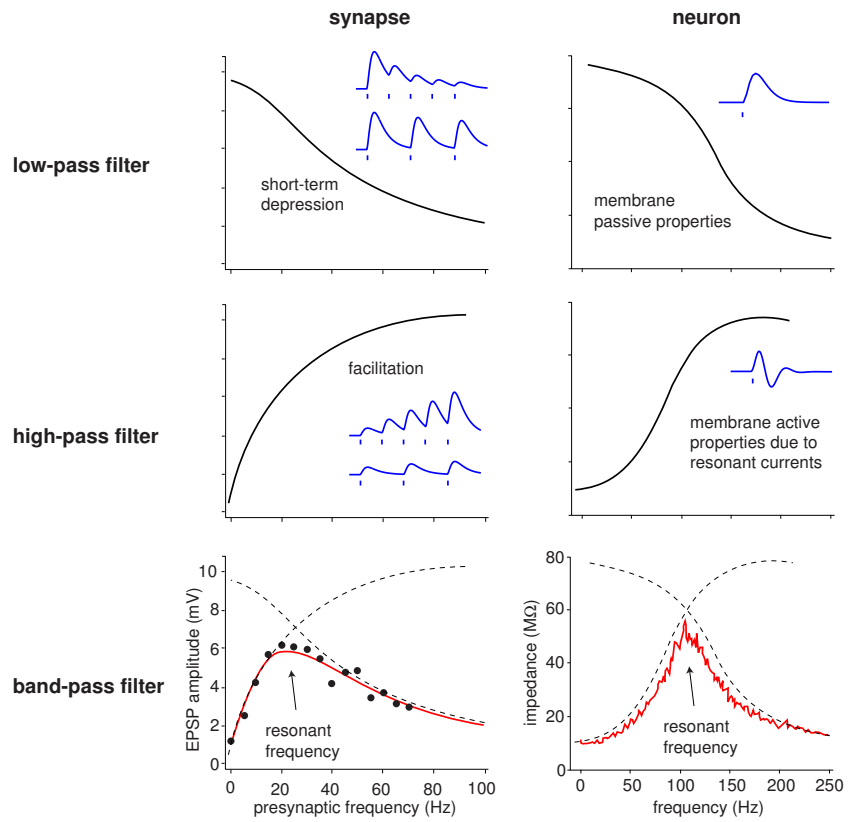 synapse
neuron
low-pass filter
short-term
depression
membrane
passive properties
high-pass filter
facilitation
membrane active
properties due to
resonant currents
band-pass filter
EPSP amplitude (mV)
10
8
6
4
2
0
resonant
frequency
0 20 40 60 80 100
presynaptic frequency (Hz)
impedance (MΩ)
80
60
40
20
0
resonant
frequency
0 50 100 150 200 250
frequency (Hz)